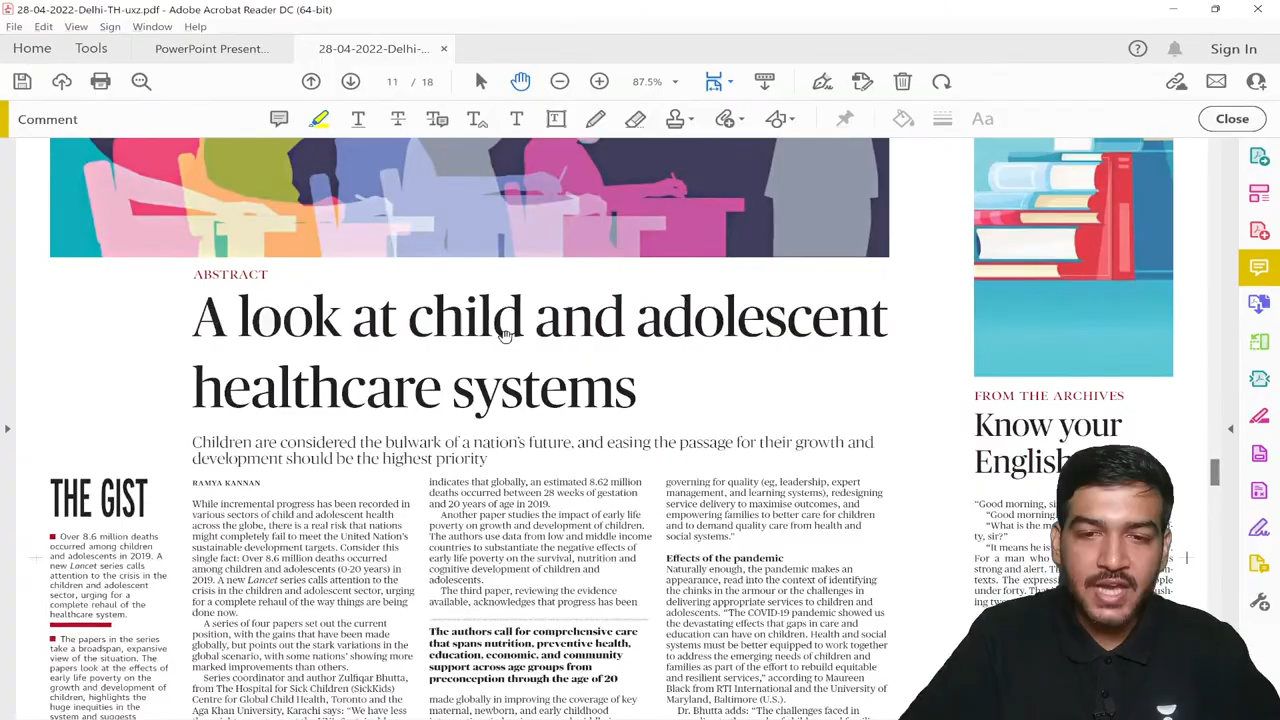 28-04-2022-Delhi-TH-uxz.pdf - Adobe Acrobat Reader DC (64-bit)
File Edit View Sign Window Help
Home Tools PowerPoint Present... 28-04-2022-Delhi-... × Sign In
11 / 18 87.5%
Comment Close
ABSTRACT
A look at child and adolescent
healthcare systems
Children are considered the bulwark of a nation's future, and easing the passage for their growth and
development should be the highest priority
THE GIST
Over 8.6 million deaths
occurred among children
and adolescents in 2019. A
new Lancet series calls
attention to the crisis in the
children and adolescent
sector, urging for a
complete rehaul of the
healthcare system.
The papers in the series
take a broadspan, expansive
view of the situation. The
papers look at the effects of
early life poverty on the
growth and development of
children, highlights the
huge inequities in the
system and suggests
RAMYA KANNAN
While incremental progress has been recorded in
various sectors of child and adolescent health
across the globe, there is a real risk that nations
might completely fail to meet the United Nation's
sustainable development targets. Consider this
single fact: Over 8.6 million deaths occurred
among children and adolescents (0-20 years) in
2019. A new Lancet series calls attention to the
crisis in the children and adolescent sector, urging
for a complete rehaul of the way things are being
done now.
A series of four papers set out the current
position, with the gains that have been made
globally, but points out the stark variations in the
global scenario, with some nations' showing more
marked improvements than others.
Series coordinator and author Zulfiqar Bhutta,
from The Hospital for Sick Children (SickKids)
Centre for Global Child Health, Toronto and the
Aga Khan University, Karachi says: "We have less
indicates that globally, an estimated 8.62 million
deaths occurred between 28 weeks of gestation
and 20 years of age in 2019.
Another paper studies the impact of early life
poverty on growth and development of children.
The authors use data from low and middle income
countries to substantiate the negative effects of
early life poverty on the survival, nutrition and
cognitive development of children and
adolescents.
The third paper, reviewing the evidence
available, acknowledges that progress has been
The authors call for comprehensive care
that spans nutrition, preventive health,
education, economic, and community
support across age groups from
preconception through the age of 20
made globally in improving the coverage of key
maternal, newborn, and early childhood
governing for quality (eg, leadership, expert
management, and learning systems), redesigning
service delivery to maximise outcomes, and
empowering families to better care for children
and to demand quality care from health and
social systems."
Effects of the pandemic
Naturally enough, the pandemic makes an
appearance, read into the context of identifying
the chinks in the armour or the challenges in
delivering appropriate services to children and
adolescents. "The COVID-19 pandemic showed us
the devastating effects that gaps in care and
education can have on children. Health and social
systems must be better equipped to work together
to address the emerging needs of children and
families as part of the effort to rebuild equitable
and resilient services," according to Maureen
Black from RTI International and the University of
Maryland, Baltimore (U.S.).
Dr. Bhutta adds: "The challenges faced in
FROM THE ARCHIVES
Know your
English
"Good morning,
"Good morning
"What is the
"It means he is
For a man who
strong and alert. Th
texts. The expres
under forty. That